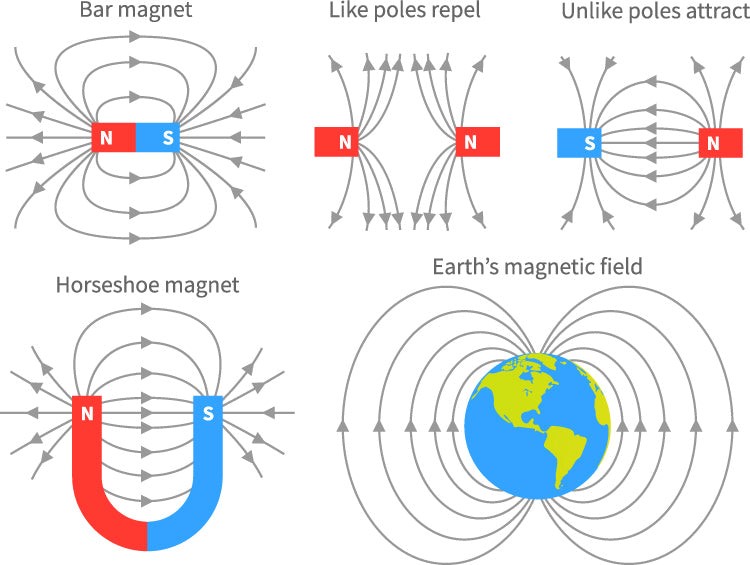 Bar magnet
N S
Like poles repel
N N
Unlike poles attract
S N
Horseshoe magnet
N S
Earth’s magnetic field